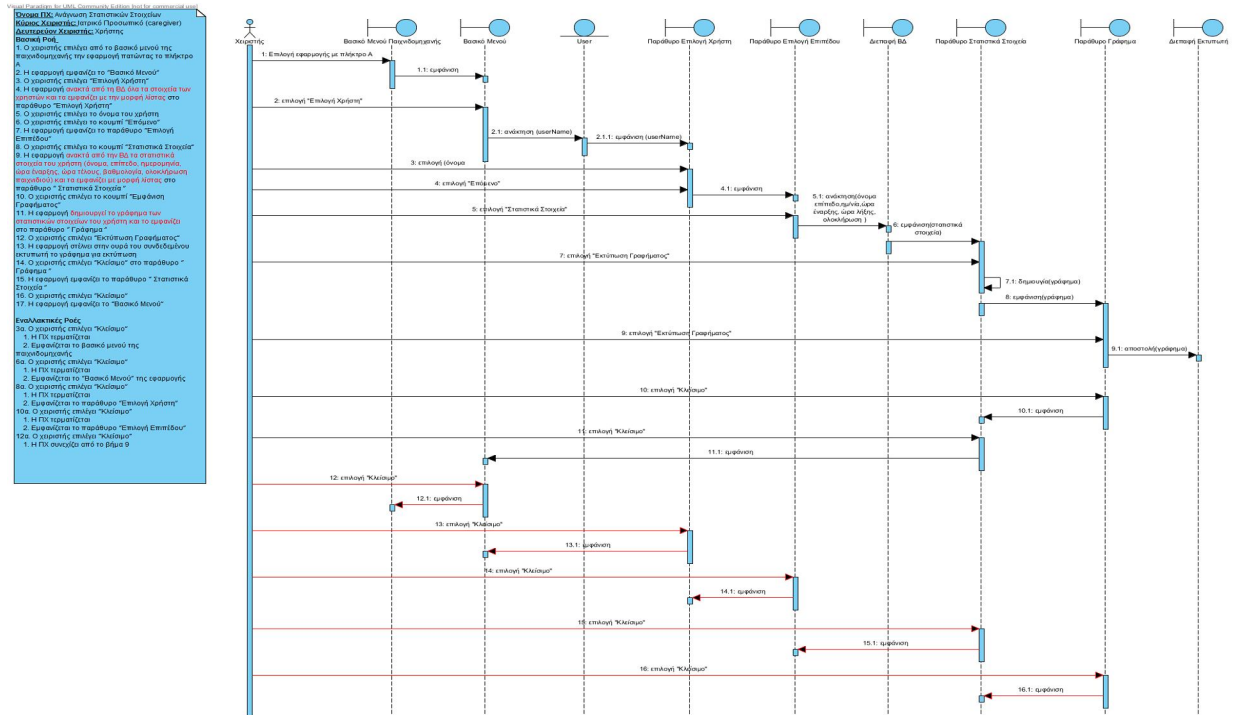 Visual Paradigm for UML Community Edition [not for commercial use]
Όνομα ΠΧ: Ανάγνωση Στατιστικών Στοιχείων
Κύριος Χειριστής: Ιατρικό Προσωπικό (caregiver)
Δευτερεύον Χειριστής: Χρήστης
Βασική Ροή
1. Ο χειριστής επιλέγει από το βασικό μενού της
παιχνιδομηχανής την εφαρμογή πατώντας το πλήκτρο
Α
2. Η εφαρμογή εμφανίζει το "Βασικό Μενού"
3. Ο χειριστής επιλέγει "Επιλογή Χρήστη"
4. Η εφαρμογή ανακτά από τη ΒΔ όλα τα στοιχεία των
χρηστών και τα εμφανίζει με την μορφή λίστας στο
παράθυρο "Επιλογή Χρήστη"
5. Ο χειριστής επιλέγει το όνομα του χρήστη
6. Ο χειριστής επιλέγει το κουμπί "Επόμενο"
7. Η εφαρμογή εμφανίζει το παράθυρο "Επιλογή
Επιπέδου"
8. Ο χειριστής επιλέγει το κουμπί "Στατιστικά Στοιχεία"
9. Η εφαρμογή ανακτά από την ΒΔ τα στατιστικά
στοιχεία του χρήστη (όνομα, επίπεδο, ημερομηνία,
ώρα έναρξης, ώρα τέλους, βαθμολογία, ολοκλήρωση
παιχνιδιού) και τα εμφανίζει με μορφή λίστας στο
παράθυρο " Στατιστικά Στοιχεία "
10. Ο χειριστής επιλέγει το κουμπί "Εμφάνιση
Γραφήματος"
11. Η εφαρμογή δημιουργεί το γράφημα των
στατιστικών στοιχείων του χρήστη και το εμφανίζει
στο παράθυρο " Γράφημα "
12. Ο χειριστής επιλέγει "Εκτύπωση Γραφήματος"
13. Η εφαρμογή στέλνει στην ουρά του συνδεδεμένου
εκτυπωτή το γράφημα για εκτύπωση
14. Ο χειριστής επιλέγει "Κλείσιμο" στο παράθυρο "
Γράφημα "
15. Η εφαρμογή εμφανίζει το παράθυρο " Στατιστικά
Στοιχεία "
16. Ο χειριστής επιλέγει "Κλείσιμο"
17. Η εφαρμογή εμφανίζει το "Βασικό Μενού"
Εναλλακτικές Ροές
3α. Ο χειριστής επιλέγει "Κλείσιμο"
1. Η ΠΧ τερματίζεται
2. Εμφανίζεται το βασικό μενού της
παιχνιδομηχανής
6α. Ο χειριστής επιλέγει "Κλείσιμο"
1. Η ΠΧ τερματίζεται
2. Εμφανίζεται το "Βασικό Μενού" της εφαρμογής
8α. Ο χειριστής επιλέγει "Κλείσιμο"
1. Η ΠΧ τερματίζεται
2. Εμφανίζεται το παράθυρο "Επιλογή Χρήστη"
10α. Ο χειριστής επιλέγει "Κλείσιμο"
1. Η ΠΧ τερματίζεται
2. Εμφανίζεται το παράθυρο "Επιλογή Επιπέδου"
12α. Ο χειριστής επιλέγει "Κλείσιμο"
1. Η ΠΧ συνεχίζει από το βήμα 9
Χειριστής
Βασικό Μενού Παιχνιδομηχανής
Βασικό Μενού
User
Παράθυρο Επιλογή Χρήστη
Παράθυρο Επιλογή Επιπέδου
Διεπαφή ΒΔ
Παράθυρο Στατιστικά Στοιχεία
Παράθυρο Γράφημα
Διεπαφή Εκτυπωτή
1: Επιλογή εφαρμογής με πλήκτρο Α
1.1: εμφάνιση
2: επιλογή "Επιλογή Χρήστη"
2.1: ανάκτηση (userName)
2.1.1: εμφάνιση (userName)
3: επιλογή (όνομα
4: επιλογή "Επόμενο"
4.1: εμφάνιση
5: επιλογή "Στατιστικά Στοιχεία"
5.1: ανάκτηση(όνομα
επίπεδο,ημ/νία,ώρα
έναρξης, ώρα λήξης,
ολοκλήρωση )
6: εμφάνιση(στατιστικά
στοιχεία)
7: επιλογή "Εκτύπωση Γραφήματος"
7.1: δημιουγία(γράφημα)
8: εμφάνιση(γράφημα)
9: επιλογή "Εκτύπωση Γραφήματος"
9.1: αποστολή(γράφημα)
10: επιλογή "Κλείσιμο"
10.1: εμφάνιση
11: επιλογή "Κλείσιμο"
11.1: εμφάνιση
12: επιλογή "Κλείσιμο"
12.1: εμφάνιση
13: επιλογή "Κλείσιμο"
13.1: εμφάνιση
14: επιλογή "Κλείσιμο"
14.1: εμφάνιση
15: επιλογή "Κλείσιμο"
15.1: εμφάνιση
16: επιλογή "Κλείσιμο"
16.1: εμφάνιση